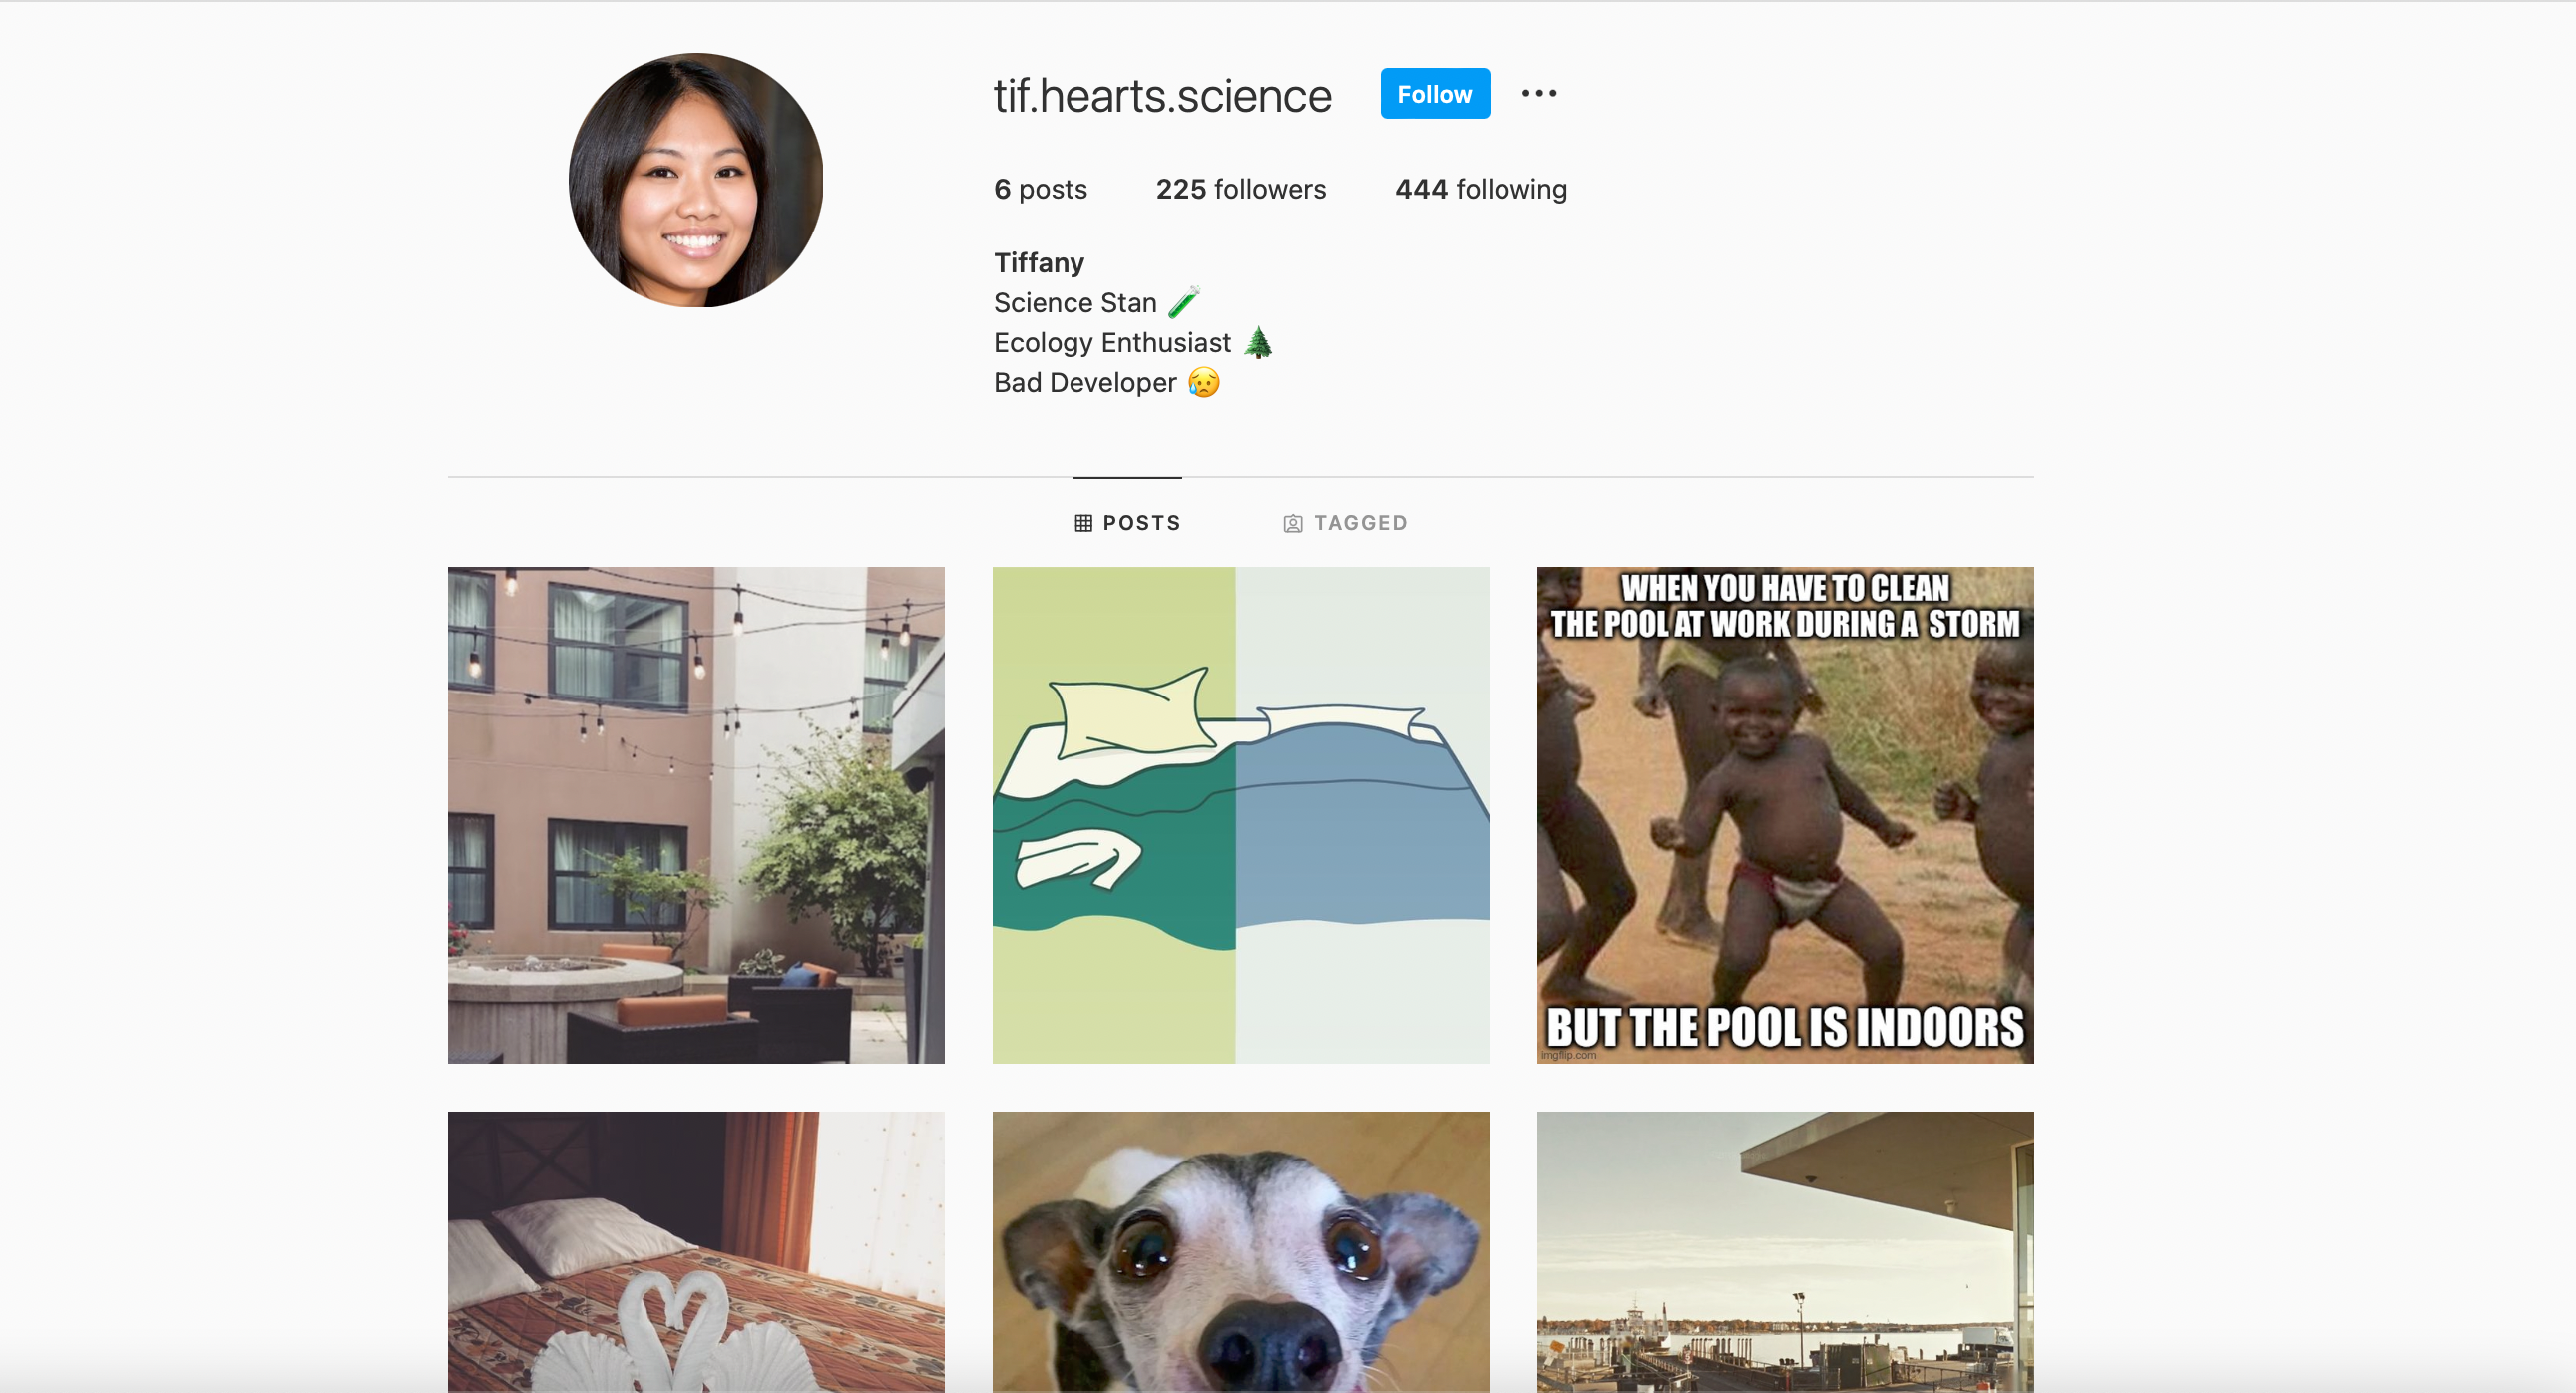 tif.hearts.science Follow
6 posts 225 followers 444 following
Tiffany
Science Stan 🧪
Ecology Enthusiast 🌲
Bad Developer 😥
POSTS TAGGED
WHEN YOU HAVE TO CLEAN
THE POOL AT WORK DURING A STORM
BUT THE POOL IS INDOORS
imgflip.com